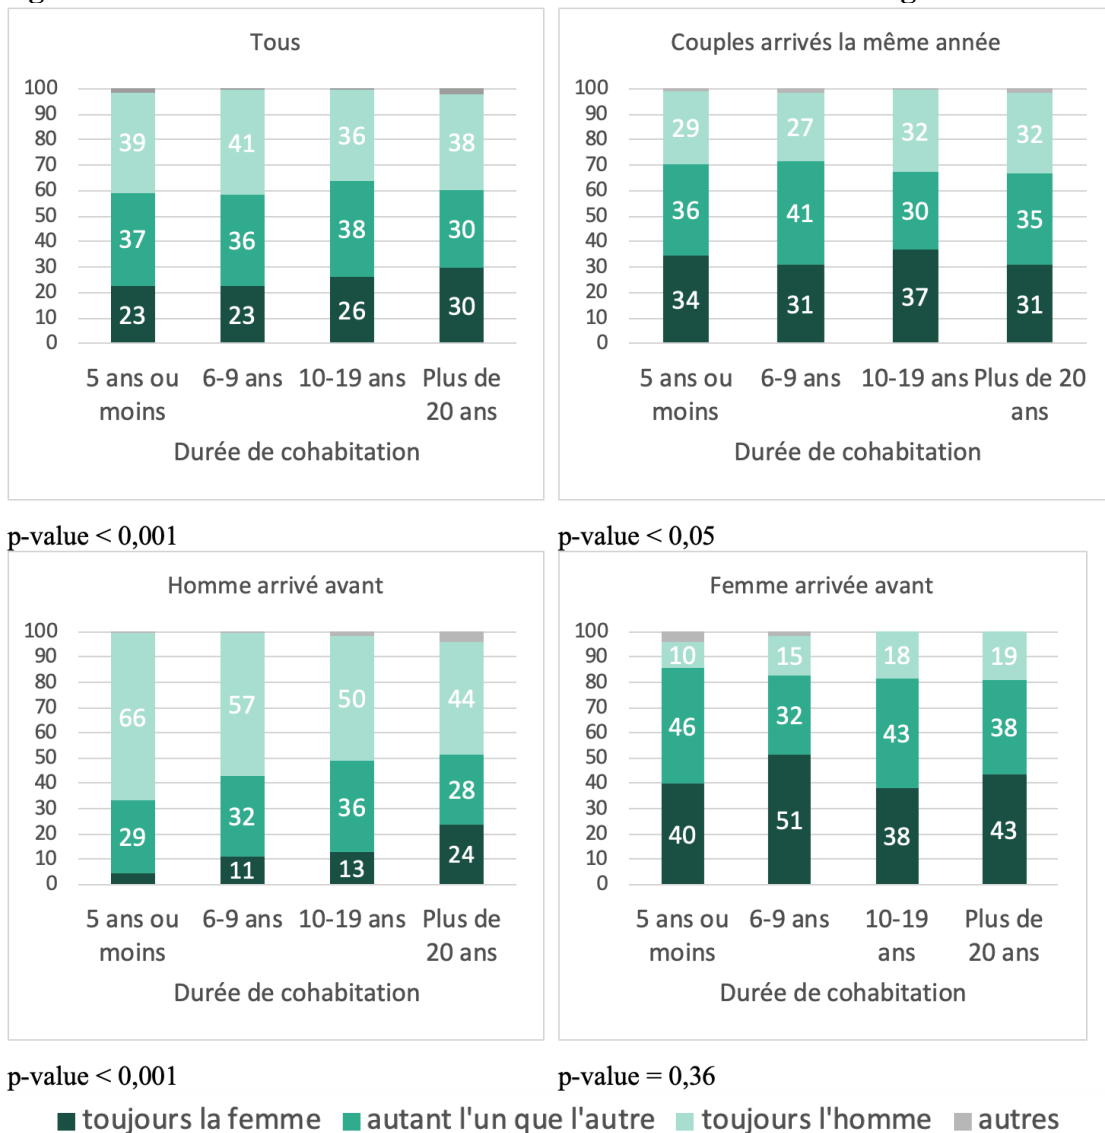 Tous
100
90
80
70
60
50
40
30
20
10
0
39 41 36 38
37 36 38 30
23 23 26 30
5 ans ou moins
6-9 ans
10-19 ans
Plus de 20 ans
Durée de cohabitation
p-value < 0,001
Couples arrivés la même année
100
90
80
70
60
50
40
30
20
10
0
29 27 32 32
36 41 30 35
34 31 37 31
5 ans ou moins
6-9 ans
10-19 ans
Plus de 20 ans
Durée de cohabitation
p-value < 0,05
Homme arrivé avant
100
90
80
70
60
50
40
30
20
10
0
66 57 50 44
29 32 36 28
11 13 24
5 ans ou moins
6-9 ans
10-19 ans
Plus de 20 ans
Durée de cohabitation
p-value < 0,001
Femme arrivée avant
100
90
80
70
60
50
40
30
20
10
0
10 15 18 19
46 32 43 38
40 51 38 43
5 ans ou moins
6-9 ans
10-19 ans
Plus de 20 ans
Durée de cohabitation
p-value = 0,36
toujours la femme autant l'un que l'autre toujours l'homme autres